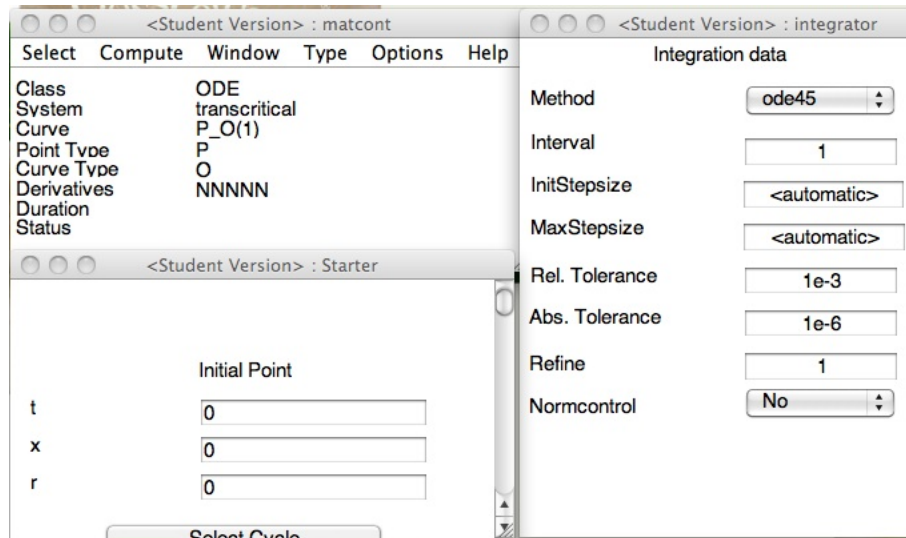 <Student Version> : matcont
Select Compute Window Type Options Help
Class ODE
System transcritical
Curve P_O(1)
Point Type P
Curve Type O
Derivatives NNNNN
Duration
Status
<Student Version> : Starter
Initial Point
t 0
x 0
r 0
Select Cycle
<Student Version> : integrator
Integration data
Method ode45
Interval 1
InitStepsize <automatic>
MaxStepsize <automatic>
Rel. Tolerance 1e-3
Abs. Tolerance 1e-6
Refine 1
Normcontrol No